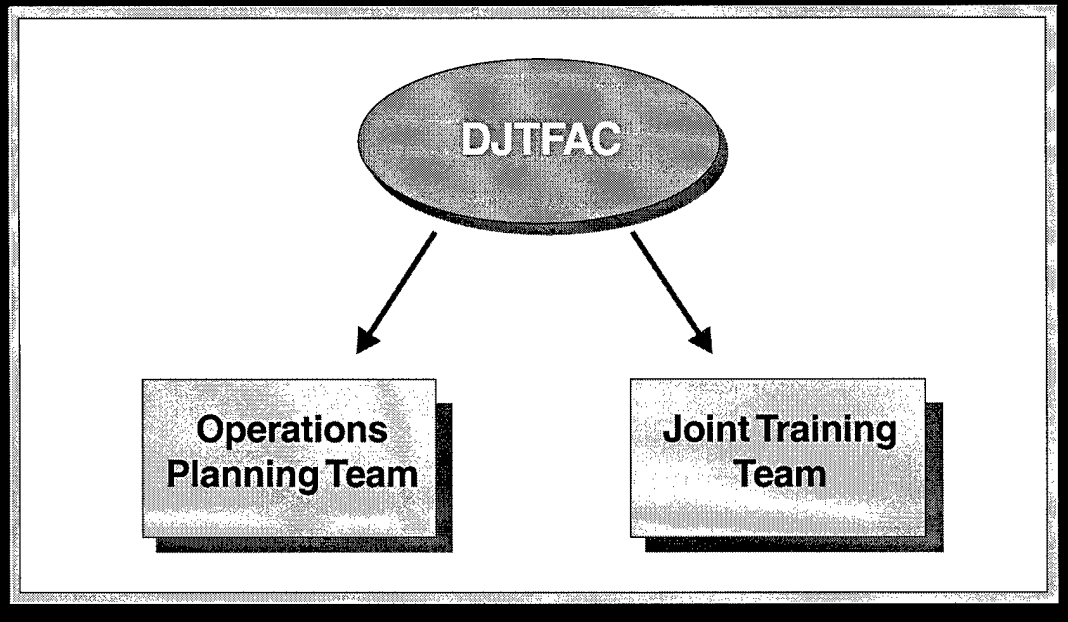 DJTFAC
Operations
Planning Team
Joint Training
Team